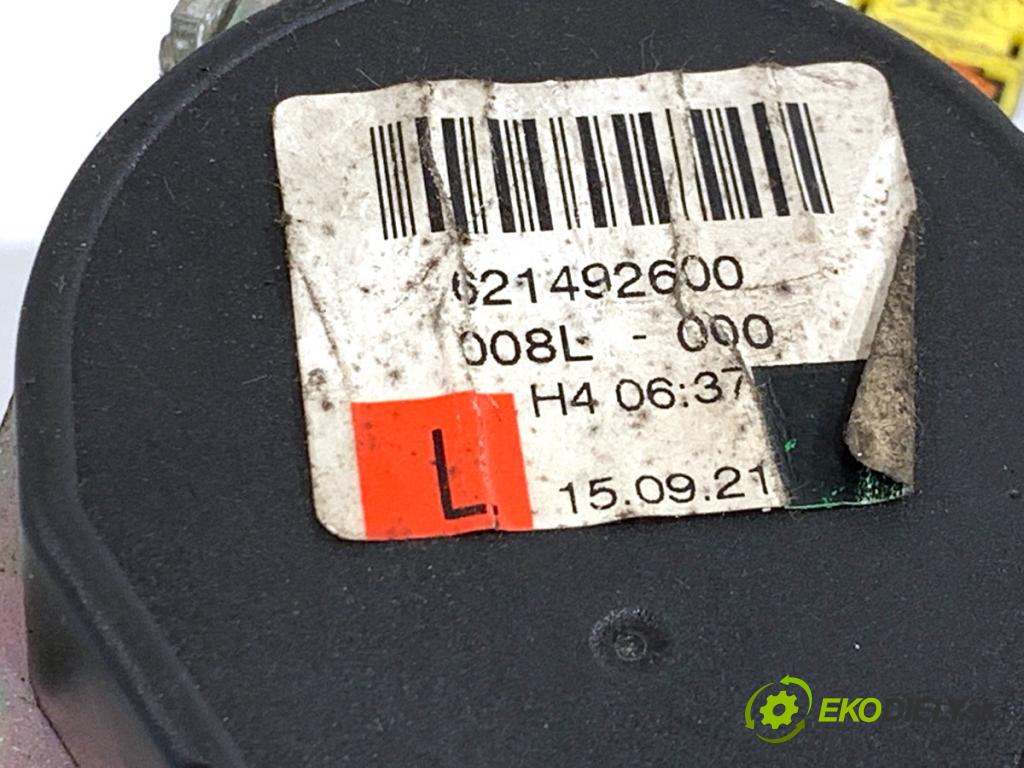 621492600
008L - 000
H4 06:37
L
15.09.21
EKODIELY.SK